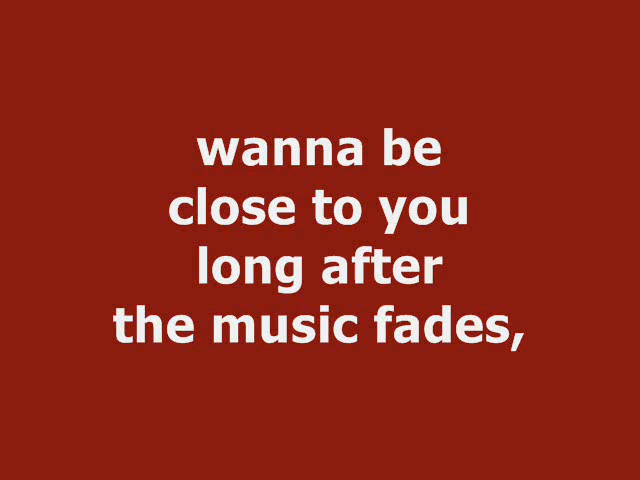 wanna be
close to you
long after
the music fades,